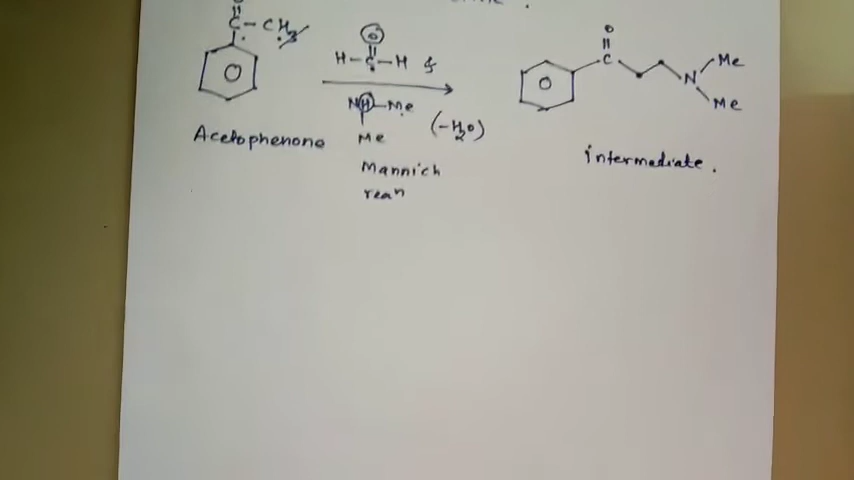 O
C - CH3
H - C - H &
NH - Me
Me
(-H2O)
Acetophenone
Mannich
reaⁿ
O
C
N
Me
Me
intermediate.